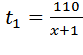 t₁ = 110/(x+1)